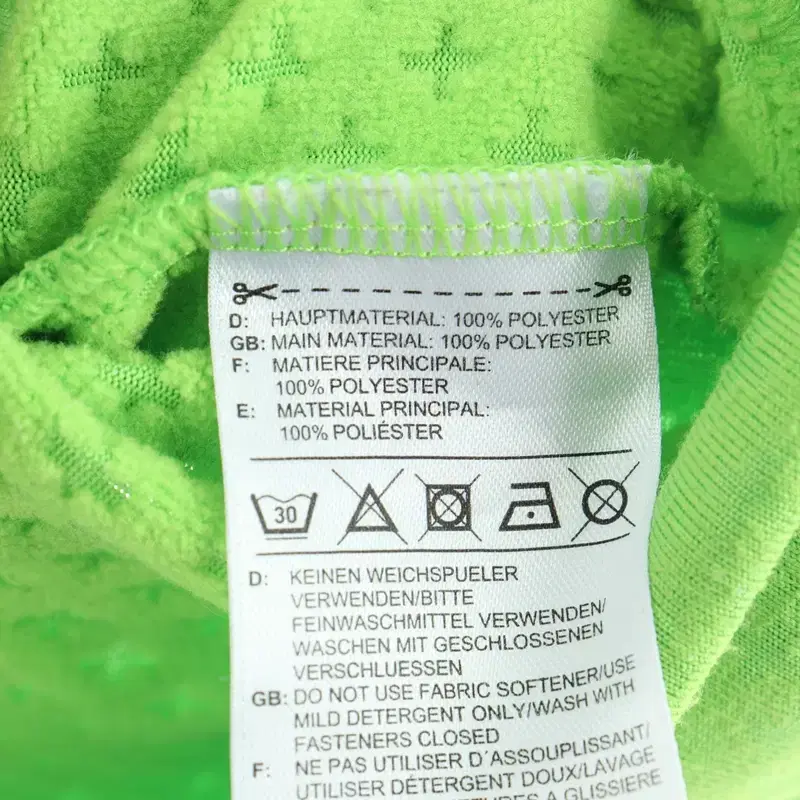 D: HAUPTMATERIAL: 100% POLYESTER
GB: MAIN MATERIAL: 100% POLYESTER
F: MATIERE PRINCIPALE:
100% POLYESTER
E: MATERIAL PRINCIPAL:
100% POLIÉSTER
30
D: KEINEN WEICHSPUELER
VERWENDEN/BITTE
FEINWASCHMITTEL VERWENDEN/
WASCHEN MIT GESCHLOSSENEN
VERSCHLUESSEN
GB: DO NOT USE FABRIC SOFTENER/USE
MILD DETERGENT ONLY/WASH WITH
FASTENERS CLOSED
F: NE PAS UTILISER D´ASSOUPLISSANT/
UTILISER DÉTERGENT DOUX/LAVAGE
A GLISSIERE